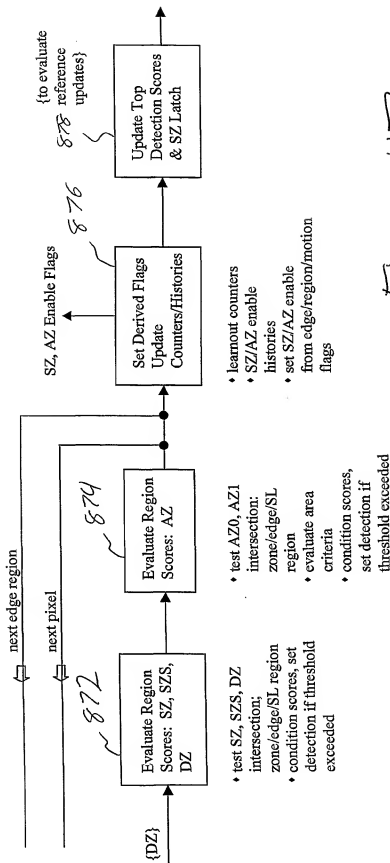 next edge region
next pixel
{DZ}
872
Evaluate Region
Scores: SZ, SZS,
DZ
• test SZ, SZS, DZ
intersection;
zone/edge/SL region
• condition scores, set
detection if threshold
exceeded
874
Evaluate Region
Scores: AZ
• test AZ0, AZ1
intersection:
zone/edge/SL
region
• evaluate area
criteria
• condition scores,
set detection if
threshold exceeded
SZ, AZ Enable Flags
876
Set Derived Flags
Update
Counters/Histories
• learnout counters
• SZ/AZ enable
histories
• set SZ/AZ enable
from edge/region/motion
flags
{to evaluate
878 reference
updates}
Update Top
Detection Scores
& SZ Latch